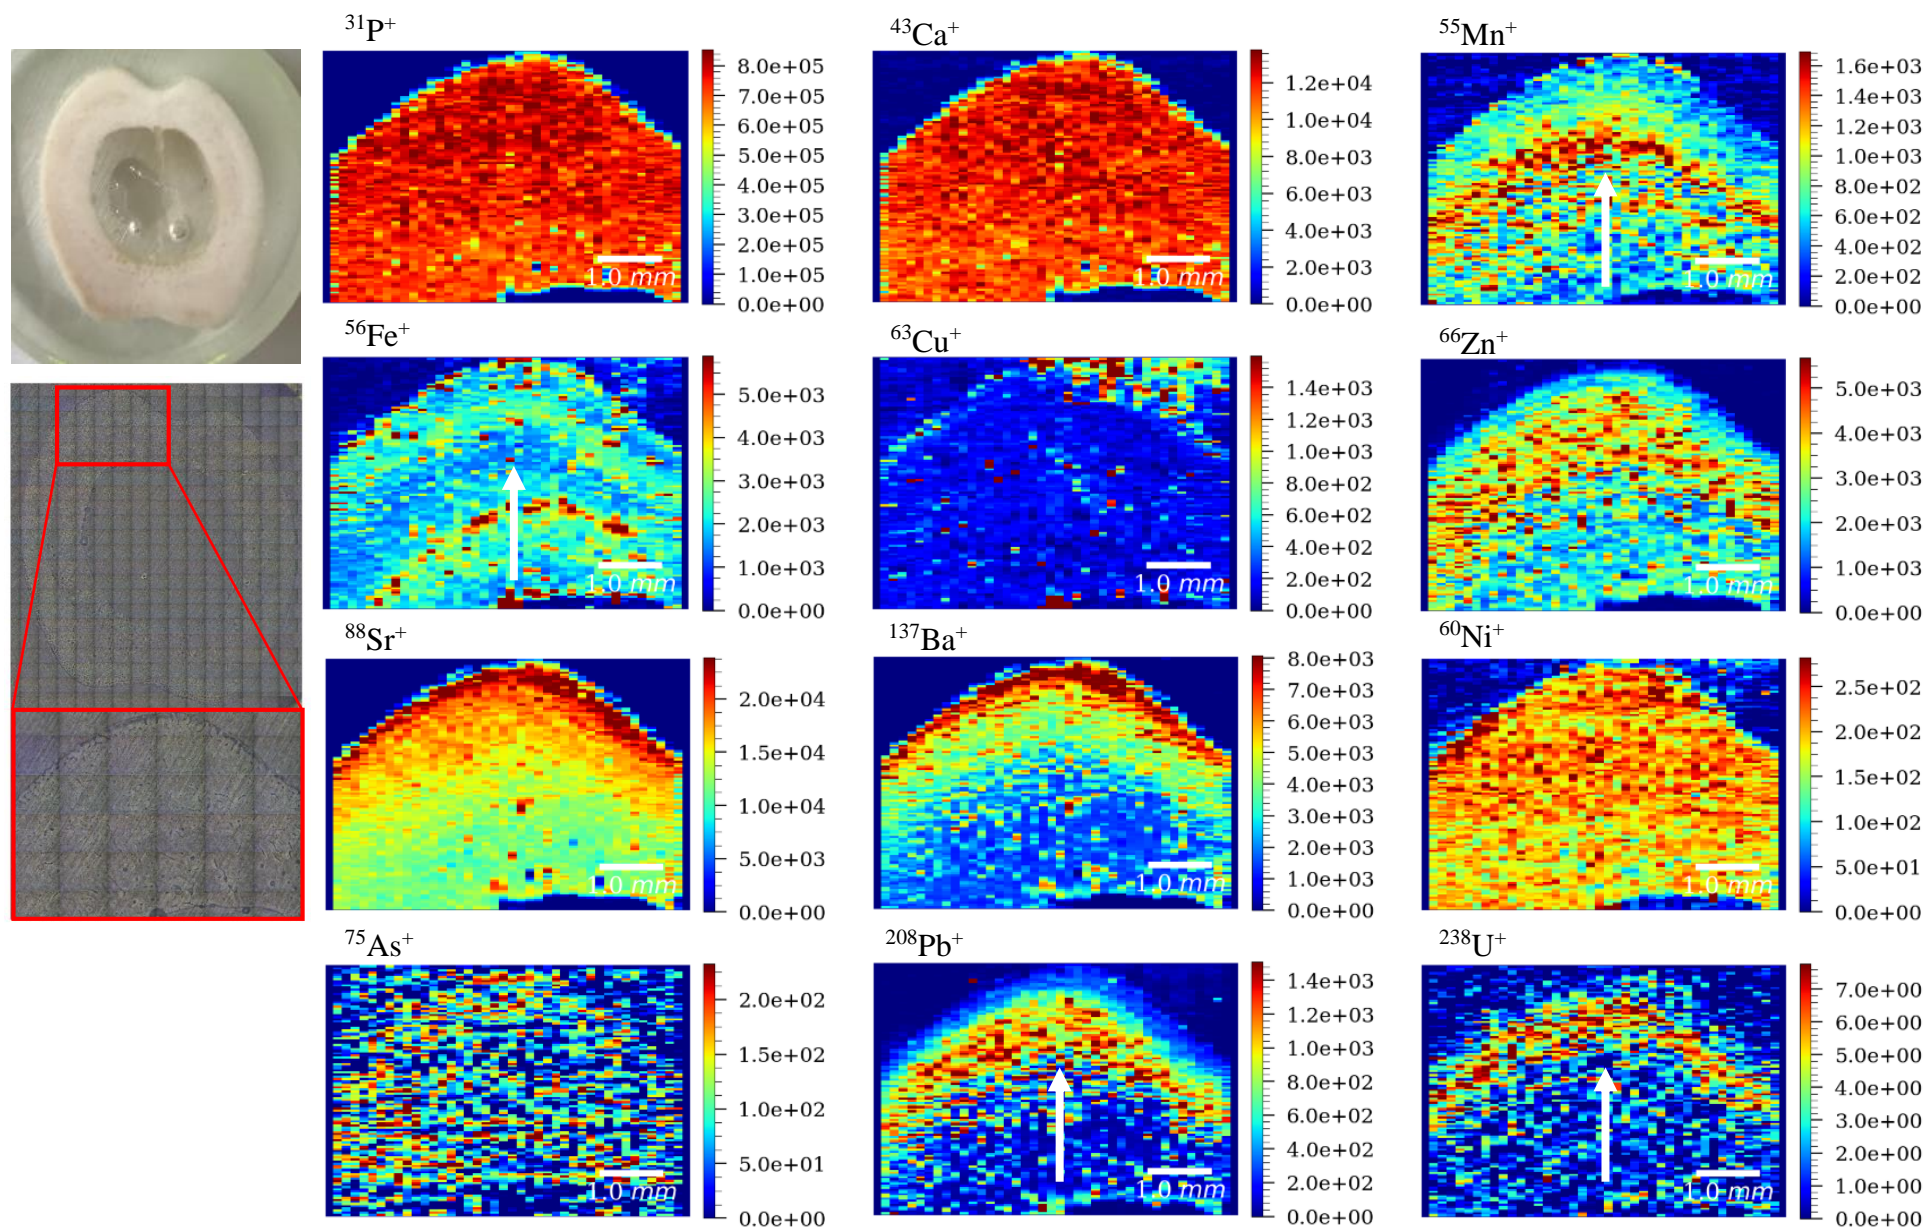 ³¹P⁺
8.0e+05
7.0e+05
6.0e+05
5.0e+05
4.0e+05
3.0e+05
2.0e+05
1.0e+05
0.0e+00
1.0 mm
⁴³Ca⁺
1.2e+04
1.0e+04
8.0e+03
6.0e+03
4.0e+03
2.0e+03
0.0e+00
1.0 mm
⁵⁵Mn⁺
1.6e+03
1.4e+03
1.2e+03
1.0e+03
8.0e+02
6.0e+02
4.0e+02
2.0e+02
0.0e+00
1.0 mm
⁵⁶Fe⁺
5.0e+03
4.0e+03
3.0e+03
2.0e+03
1.0e+03
0.0e+00
1.0 mm
⁶³Cu⁺
1.4e+03
1.2e+03
1.0e+03
8.0e+02
6.0e+02
4.0e+02
2.0e+02
0.0e+00
1.0 mm
⁶⁶Zn⁺
5.0e+03
4.0e+03
3.0e+03
2.0e+03
1.0e+03
0.0e+00
1.0 mm
⁸⁸Sr⁺
2.0e+04
1.5e+04
1.0e+04
5.0e+03
0.0e+00
1.0 mm
¹³⁷Ba⁺
8.0e+03
7.0e+03
6.0e+03
5.0e+03
4.0e+03
3.0e+03
2.0e+03
1.0e+03
0.0e+00
1.0 mm
⁶⁰Ni⁺
2.5e+02
2.0e+02
1.5e+02
1.0e+02
5.0e+01
0.0e+00
1.0 mm
⁷⁵As⁺
2.0e+02
1.5e+02
1.0e+02
5.0e+01
0.0e+00
1.0 mm
²⁰⁸Pb⁺
1.4e+03
1.2e+03
1.0e+03
8.0e+02
6.0e+02
4.0e+02
2.0e+02
0.0e+00
1.0 mm
²³⁸U⁺
7.0e+00
6.0e+00
5.0e+00
4.0e+00
3.0e+00
2.0e+00
1.0e+00
0.0e+00
1.0 mm